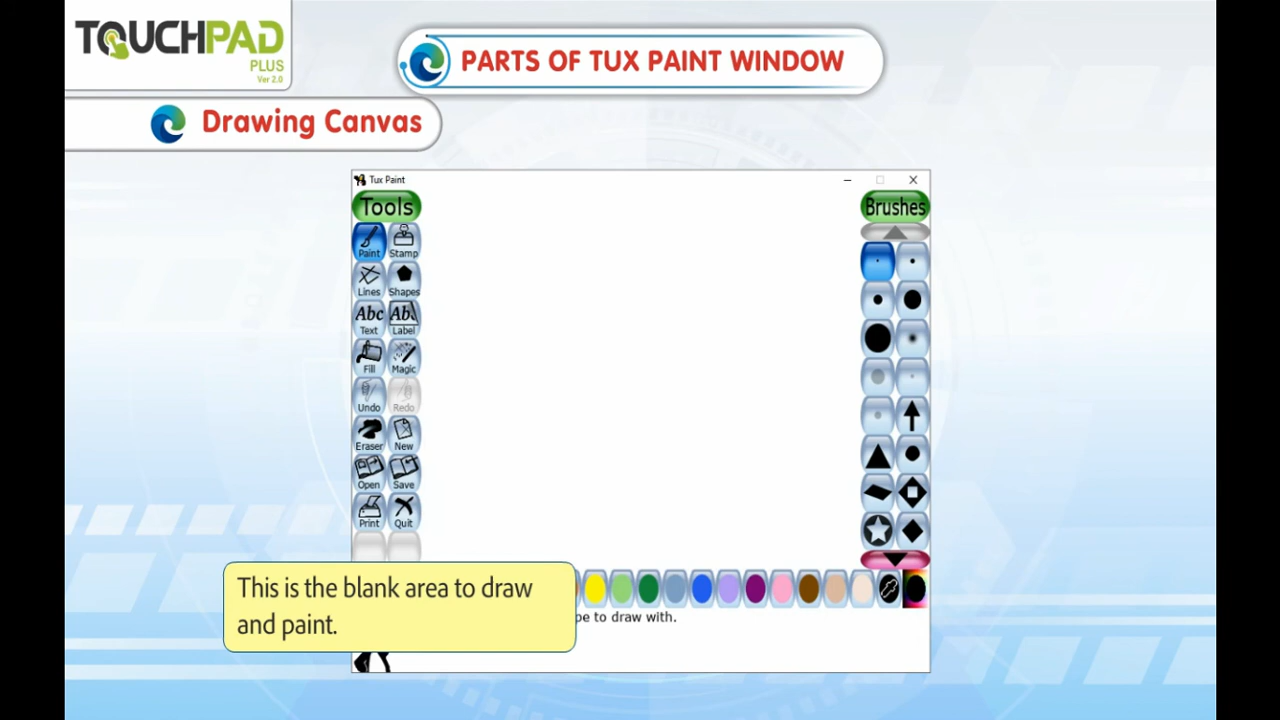 TOUCHPAD
PLUS
Ver 2.0
PARTS OF TUX PAINT WINDOW
Drawing Canvas
Tux Paint
Tools
Brushes
Paint Stamp
Lines Shapes
Abc Ab
Text Label
Fill Magic
Undo Redo
Eraser New
Open Save
Print Quit
This is the blank area to draw
and paint.
to draw with.